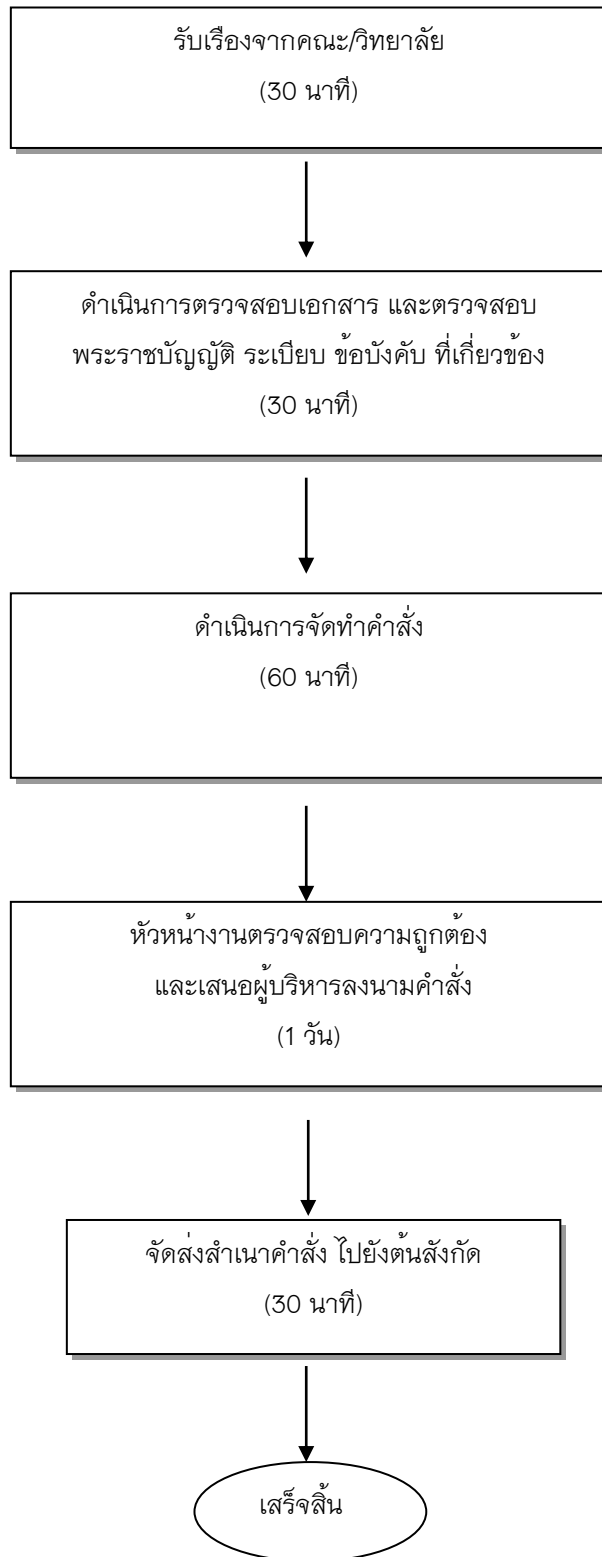 รับเรื่องจากคณะ/วิทยาลัย
(30 นาที)
ดำเนินการตรวจสอบเอกสาร และตรวจสอบ
พระราชบัญญัติ ระเบียบ ข้อบังคับ ที่เกี่ยวข้อง
(30 นาที)
ดำเนินการจัดทำคำสั่ง
(60 นาที)
หัวหน้างานตรวจสอบความถูกต้อง
และเสนอผู้บริหารลงนามคำสั่ง
(1 วัน)
จัดส่งสำเนาคำสั่ง ไปยังต้นสังกัด
(30 นาที)
เสร็จสิ้น